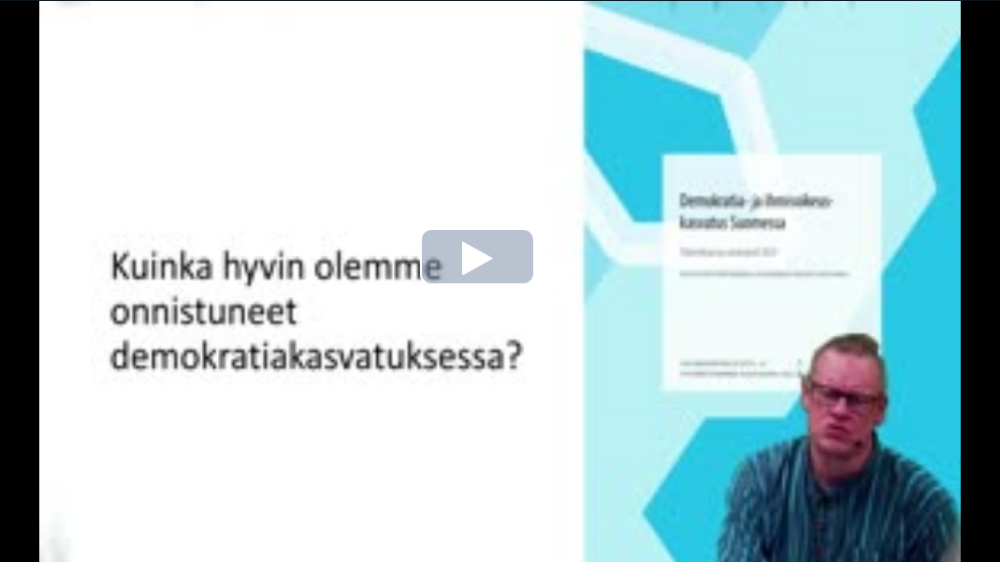 Kuinka hyvin olemme
onnistuneet
demokratiakasvatuksessa?
Demokratia- ja ihmisoikeus-
kasvatus Suomessa